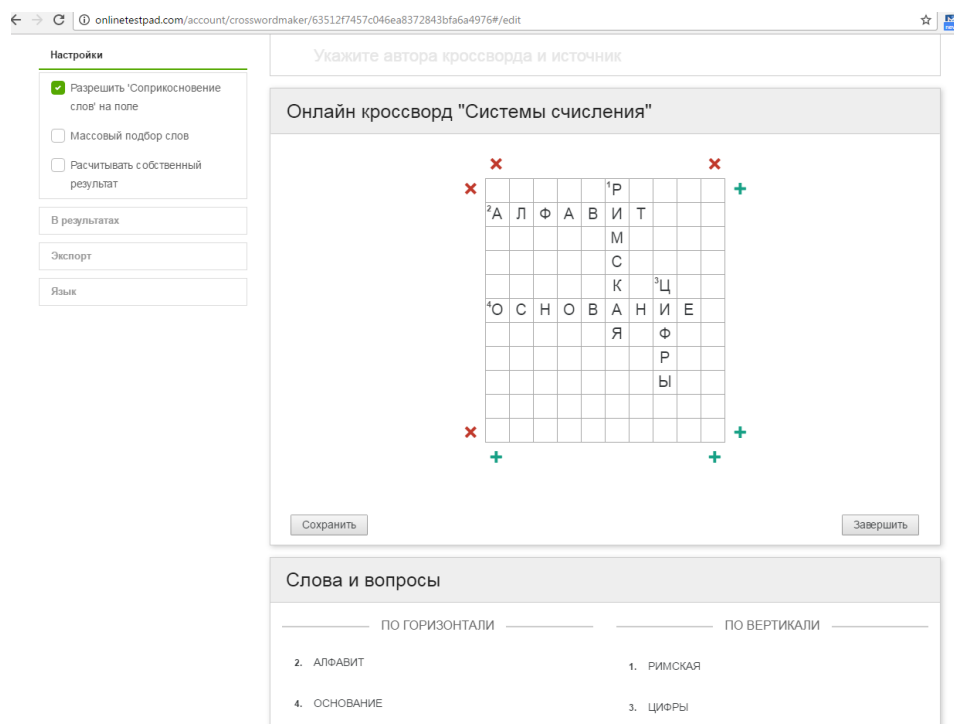 onlinetestpad.com/account/crosswordmaker/63512f7457c046ea8372843bfa6a4976#/edit
Настройки
Разрешить 'Соприкосновение
слов' на поле
Массовый подбор слов
Расчитывать собственный
результат
В результатах
Экспорт
Язык
Укажите автора кроссворда и источник
Онлайн кроссворд "Системы счисления"
1Р
2А Л Ф А В И Т
М
С
К 3Ц
4О С Н О В А Н И Е
Я Ф
Р
Ы
Сохранить
Завершить
Слова и вопросы
ПО ГОРИЗОНТАЛИ
2. АЛФАВИТ
4. ОСНОВАНИЕ
ПО ВЕРТИКАЛИ
1. РИМСКАЯ
3. ЦИФРЫ